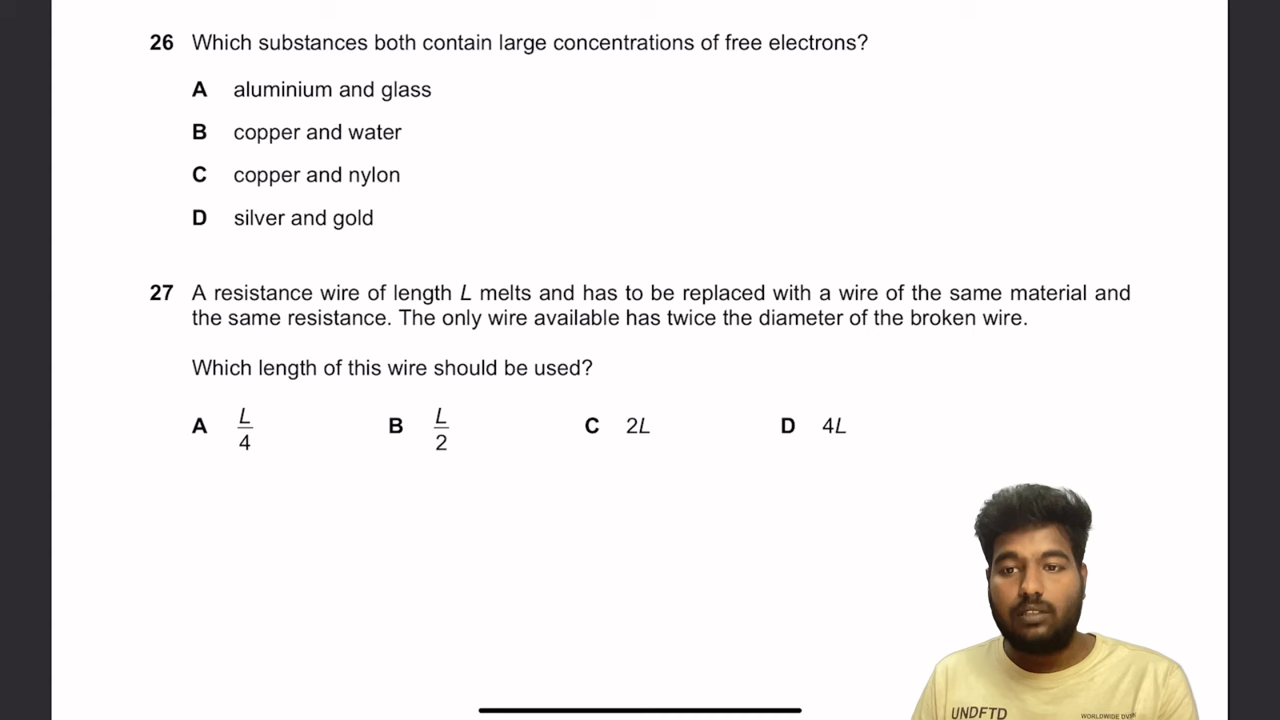 26 Which substances both contain large concentrations of free electrons?
A aluminium and glass
B copper and water
C copper and nylon
D silver and gold
27 A resistance wire of length L melts and has to be replaced with a wire of the same material and
the same resistance. The only wire available has twice the diameter of the broken wire.
Which length of this wire should be used?
A L/4 B L/2 C 2L D 4L
UNDFTD
WORLDWIDE